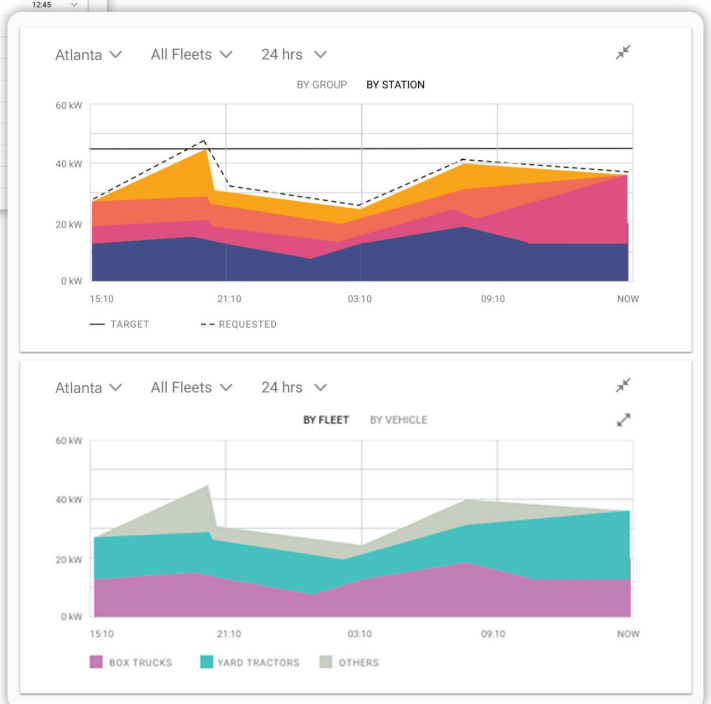 12:45
Atlanta All Fleets 24 hrs
BY GROUP BY STATION
60 kW
40 kW
20 kW
0 kW
15:10 21:10 03:10 09:10 NOW
TARGET REQUESTED
Atlanta All Fleets 24 hrs
BY FLEET BY VEHICLE
60 kW
40 kW
20 kW
0 kW
15:10 21:10 03:10 09:10 NOW
BOX TRUCKS YARD TRACTORS OTHERS